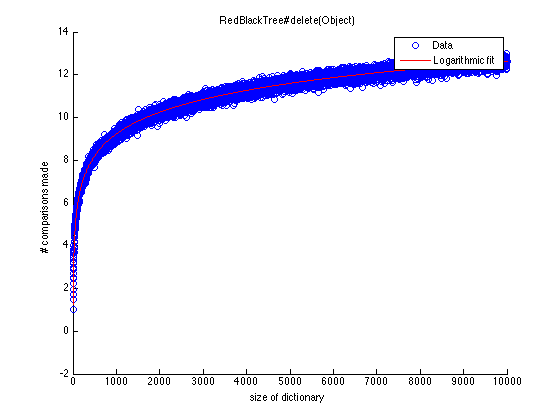 RedBlackTree#delete(Object)
Data
Logarithmic fit
14
12
10
8
6
4
2
0
-2
# comparisons made
0 1000 2000 3000 4000 5000 6000 7000 8000 9000 10000
size of dictionary